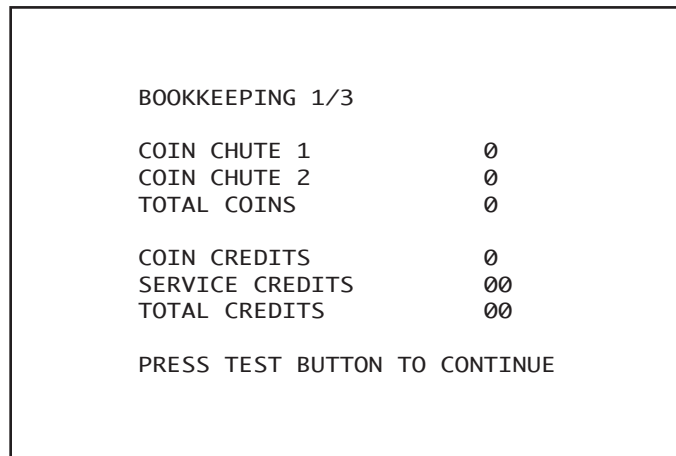 BOOKKEEPING 1/3
COIN CHUTE 1 0
COIN CHUTE 2 0
TOTAL COINS 0
COIN CREDITS 0
SERVICE CREDITS 00
TOTAL CREDITS 00
PRESS TEST BUTTON TO CONTINUE